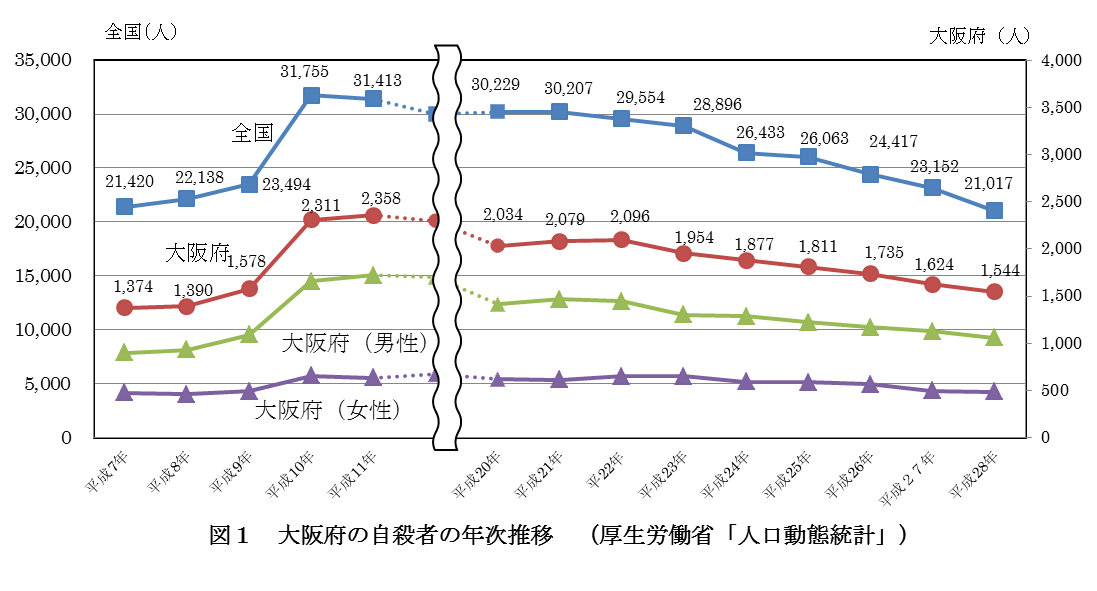 全国(人)
大阪府（人）
35,000
30,000
25,000
20,000
15,000
10,000
5,000
0
4,000
3,500
3,000
2,500
2,000
1,500
1,000
500
0
全国
21,420
22,138
23,494
31,755
31,413
30,229
30,207
29,554
28,896
26,433
26,063
24,417
23,152
21,017
大阪府
1,374
1,390
1,578
2,311
2,358
2,034
2,079
2,096
1,954
1,877
1,811
1,735
1,624
1,544
大阪府（男性）
大阪府（女性）
平成7年
平成8年
平成9年
平成10年
平成11年
平成20年
平成21年
平成22年
平成23年
平成24年
平成25年
平成26年
平成２７年
平成28年
図１　大阪府の自殺者の年次推移　（厚生労働省「人口動態統計」）